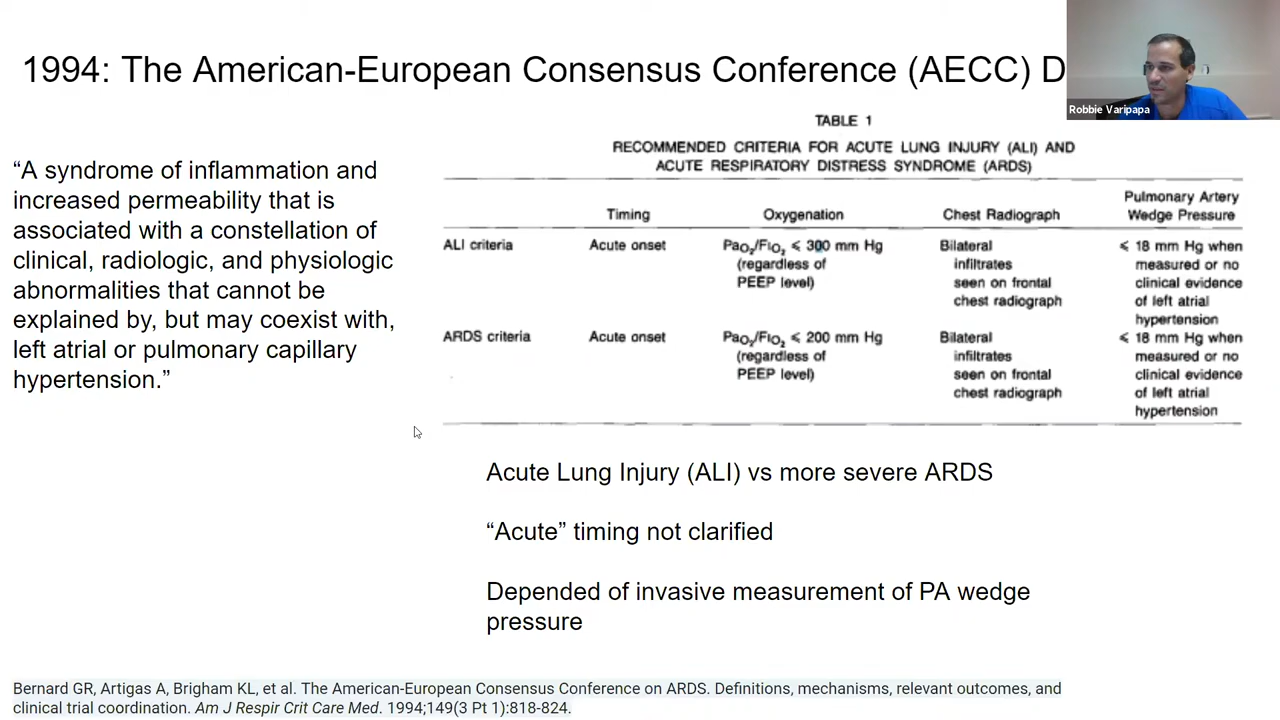 1994: The American-European Consensus Conference (AECC) D
Robbie Varipapa
“A syndrome of inflammation and
increased permeability that is
associated with a constellation of
clinical, radiologic, and physiologic
abnormalities that cannot be
explained by, but may coexist with,
left atrial or pulmonary capillary
hypertension.”
TABLE 1
RECOMMENDED CRITERIA FOR ACUTE LUNG INJURY (ALI) AND
ACUTE RESPIRATORY DISTRESS SYNDROME (ARDS)
Timing Oxygenation Chest Radiograph Pulmonary Artery
Wedge Pressure
ALI criteria Acute onset PaO₂/FIO₂ ≤ 300 mm Hg Bilateral ≤ 18 mm Hg when
(regardless of infiltrates measured or no
PEEP level) seen on frontal clinical evidence
chest radiograph of left atrial
hypertension
ARDS criteria Acute onset PaO₂/FIO₂ ≤ 200 mm Hg Bilateral ≤ 18 mm Hg when
(regardless of infiltrates measured or no
PEEP level) seen on frontal clinical evidence
chest radiograph of left atrial
hypertension
Acute Lung Injury (ALI) vs more severe ARDS
“Acute” timing not clarified
Depended of invasive measurement of PA wedge
pressure
Bernard GR, Artigas A, Brigham KL, et al. The American-European Consensus Conference on ARDS. Definitions, mechanisms, relevant outcomes, and
clinical trial coordination. Am J Respir Crit Care Med. 1994;149(3 Pt 1):818-824.